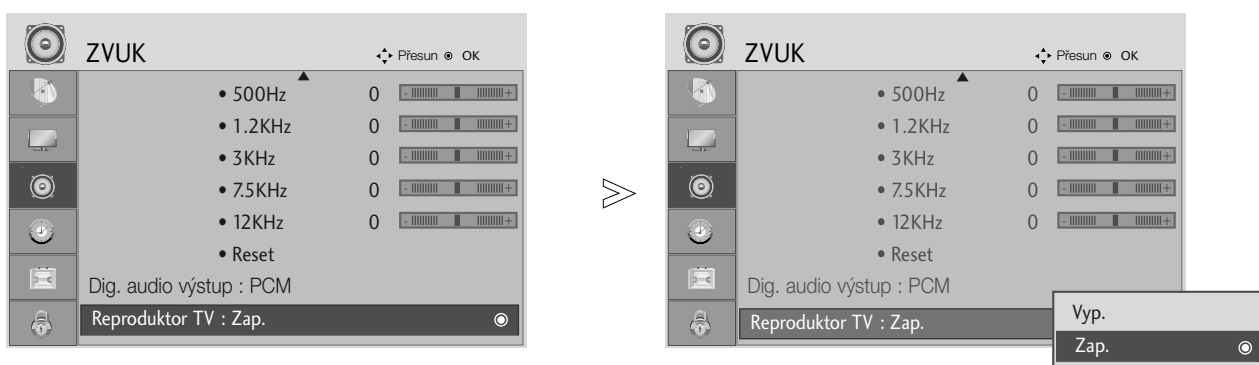 ZVUK Přesun OK
• 500Hz 0 - +
• 1.2KHz 0 - +
• 3KHz 0 - +
• 7.5KHz 0 - +
• 12KHz 0 - +
• Reset
Dig. audio výstup : PCM
Reproduktor TV : Zap.
ZVUK Přesun OK
• 500Hz 0 - +
• 1.2KHz 0 - +
• 3KHz 0 - +
• 7.5KHz 0 - +
• 12KHz 0 - +
• Reset
Dig. audio výstup : PCM
Reproduktor TV : Zap.
Vyp.
Zap.